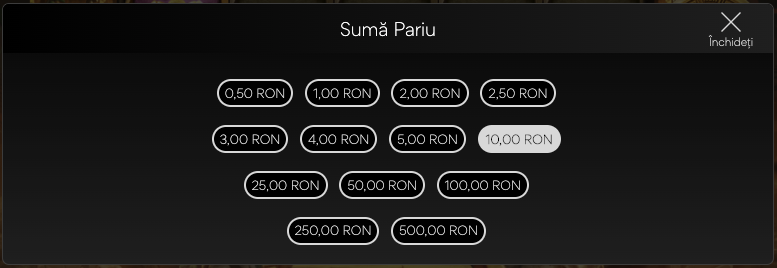 Sumă Pariu
Închideți
0,50 RON 1,00 RON 2,00 RON 2,50 RON
3,00 RON 4,00 RON 5,00 RON 10,00 RON
25,00 RON 50,00 RON 100,00 RON
250,00 RON 500,00 RON